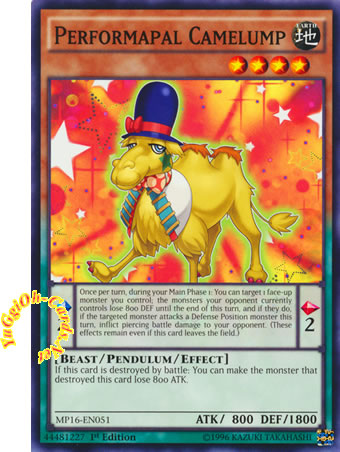 PERFORMAPAL CAMELUMP
EARTH
地
Once per turn, during your Main Phase 1: You can target 1 face-up
monster you control; the monsters your opponent currently
controls lose 800 DEF until the end of this turn, and if they do,
if the targeted monster attacks a Defense Position monster this
turn, inflict piercing battle damage to your opponent. (These
effects remain even if this card leaves the field.)
2
[BEAST/PENDULUM/EFFECT]
If this card is destroyed by battle: You can make the monster that
destroyed this card lose 800 ATK.
MP16-EN051
ATK/ 800 DEF/1800
44481227 1st Edition
©1996 KAZUKI TAKAHASHI
YuGgiOh-Cards.Net